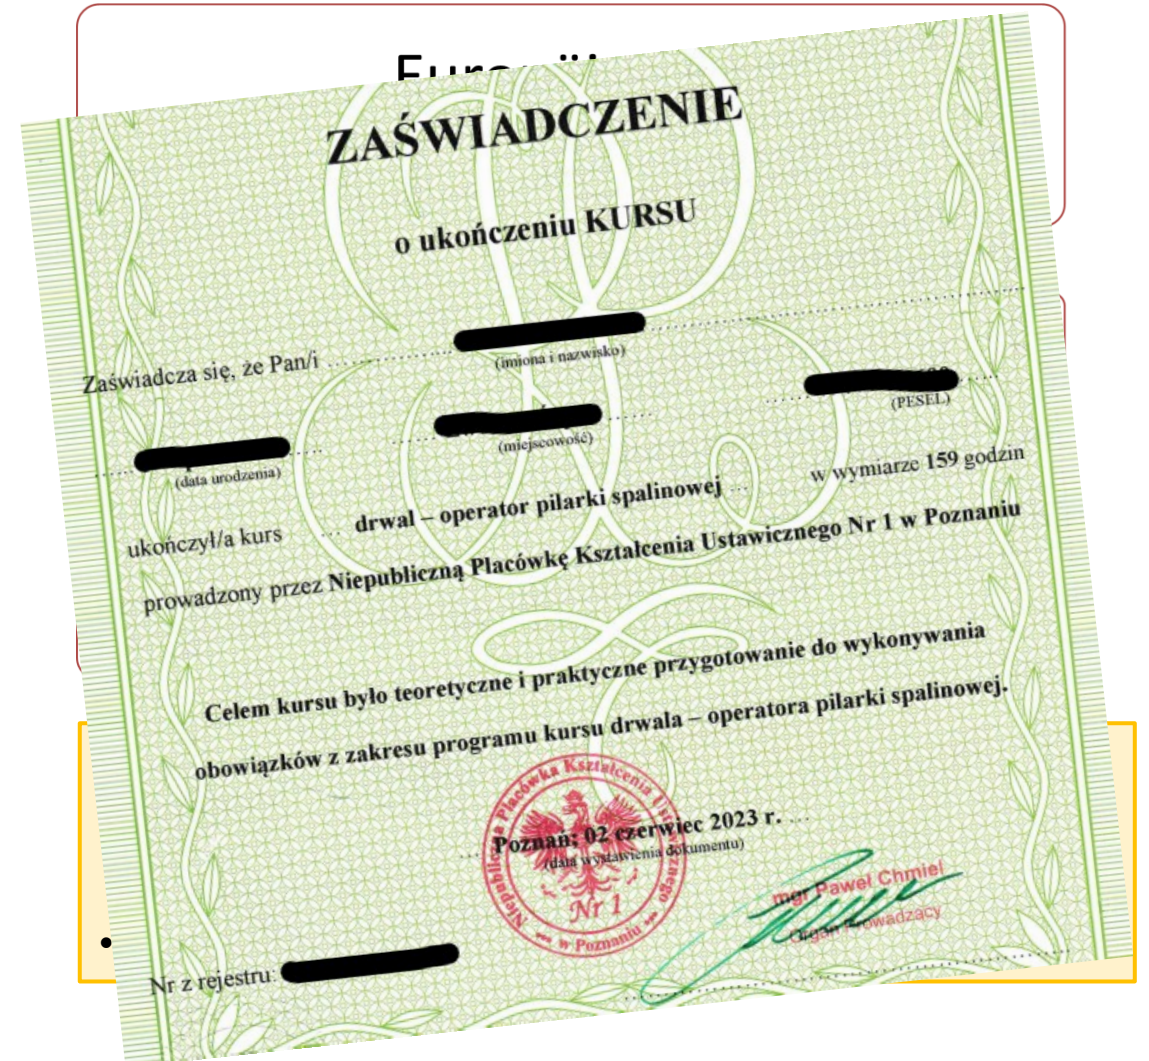 ZAŚWIADCZENIE
o ukończeniu KURSU
Zaświadcza się, że Pan/i
(imiona i nazwisko)
(data urodzenia) (miejscowość) (PESEL)
ukończył/a kurs drwal – operator pilarki spalinowej w wymiarze 159 godzin
prowadzony przez Niepubliczną Placówkę Kształcenia Ustawicznego Nr 1 w Poznaniu
Celem kursu było teoretyczne i praktyczne przygotowanie do wykonywania
obowiązków z zakresu programu kursu drwala – operatora pilarki spalinowej.
Niepubliczna Placówka Kształcenia Ustawicznego
Nr 1
w Poznaniu
Poznań; 02 czerwiec 2023 r.
(data wystawienia dokumentu)
mgr Paweł Chmiel
Organ Prowadzący
Nr z rejestru: